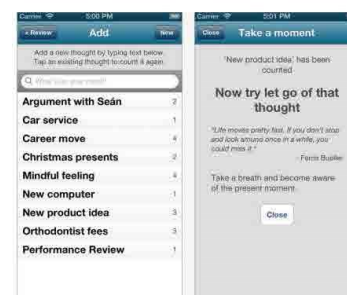 Carrier 5:00 PM
< Review Add New
Add a new thought by typing text below.
Tap an existing thought to count it again.
Argument with Seán 2
Car service 1
Career move 4
Christmas presents 2
Mindful feeling 4
New computer 1
New product idea 3
Orthodontist fees 3
Performance Review 1
Carrier 5:01 PM
Close Take a moment
'New product idea' has been
counted
Now try let go of that
thought
"Life moves pretty fast. If you don't stop
and look around once in a while, you
could miss it."
- Ferris Bueller
Take a breath and become aware
of the present moment.
Close